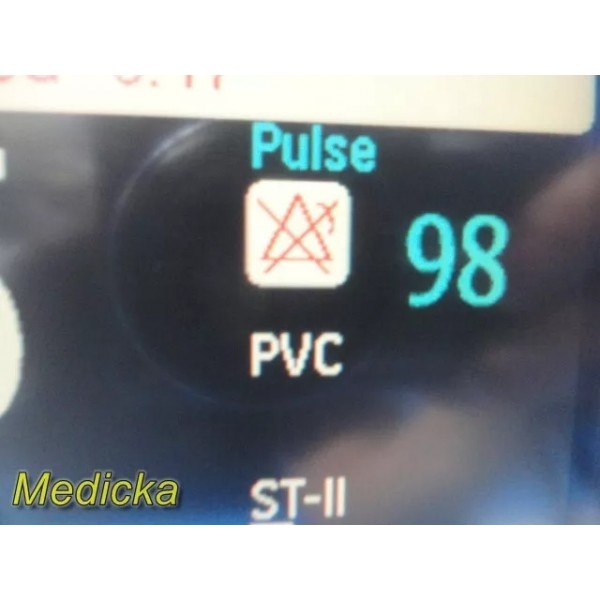 Pulse
98
PVC
Medicka
ST-II